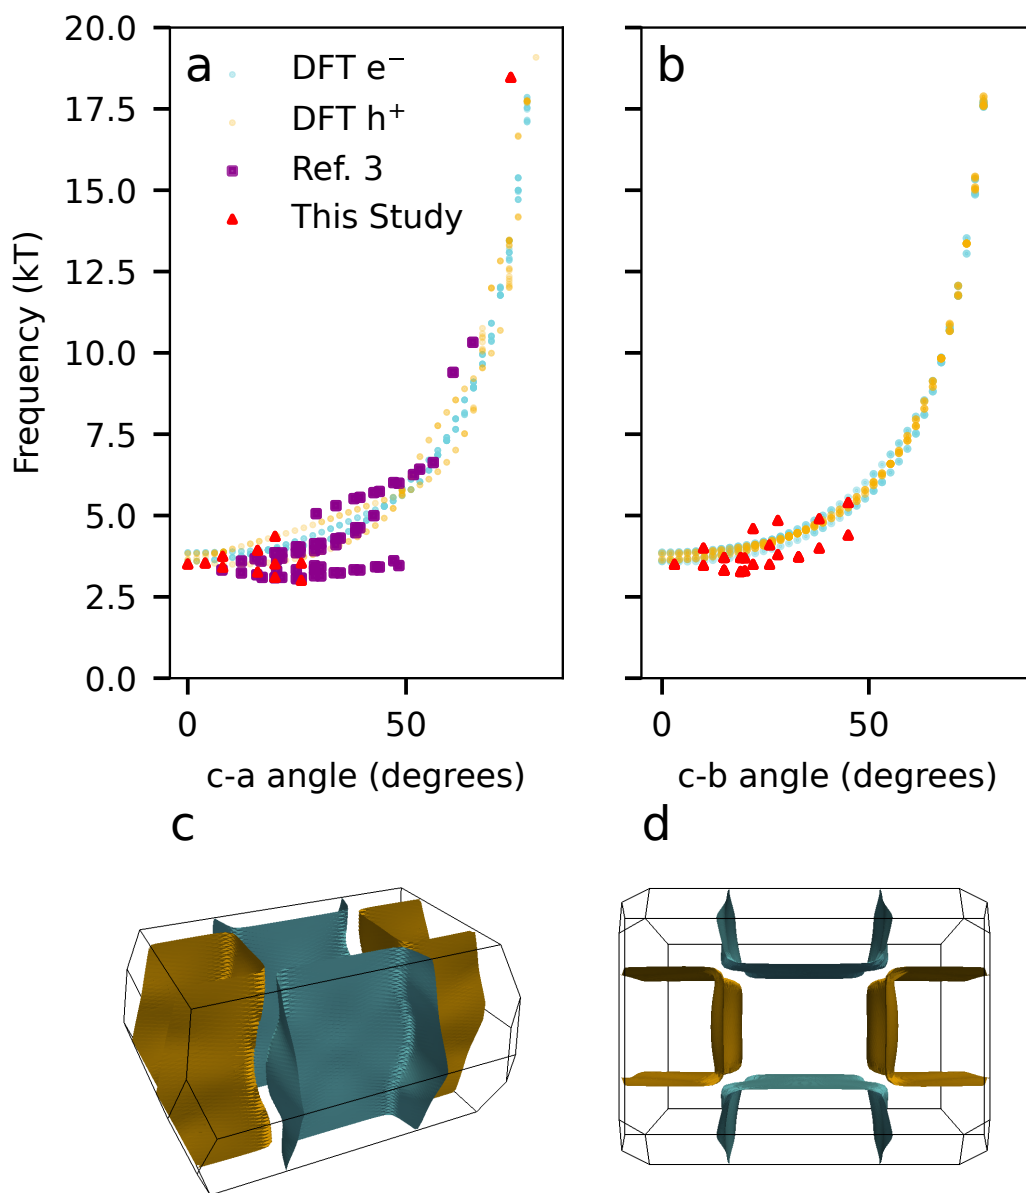 a
DFT e⁻
DFT h⁺
Ref. 3
This Study
b
Frequency (kT)
20.0
17.5
15.0
12.5
10.0
7.5
5.0
2.5
0.0
0
50
c-a angle (degrees)
0
50
c-b angle (degrees)
c
d